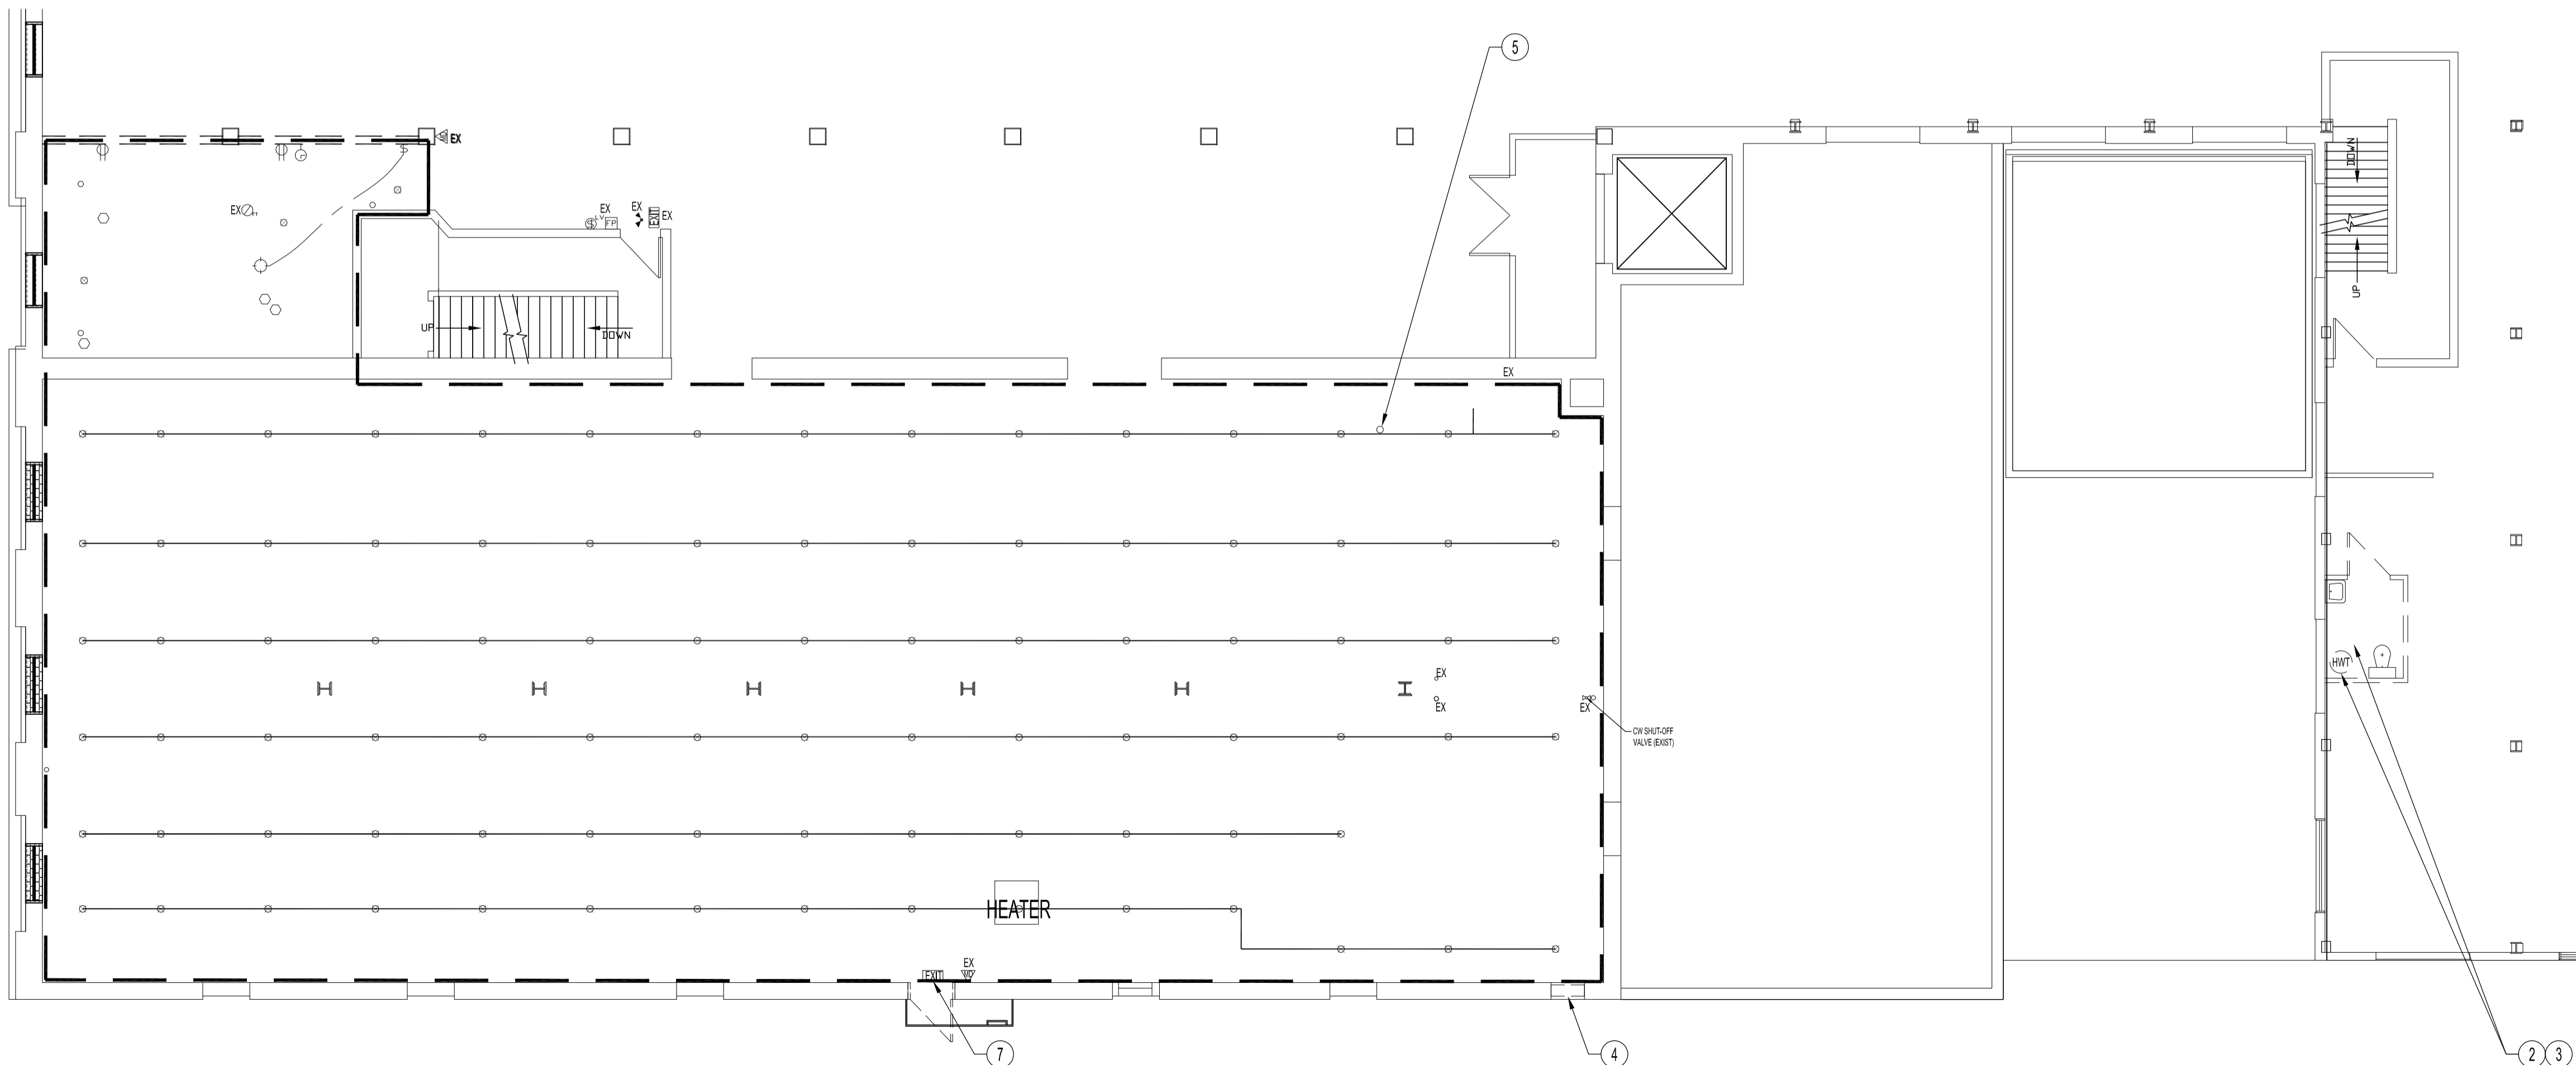 5
EX
DOWN
EX
EX
EX
LV
FP
EXIT
EX
UP
UP
DOWN
EX
EX
HWT
EX
EX
CW SHUT-OFF
VALVE (EXIST)
HEATER
EX
EXIT
7
4
2
3